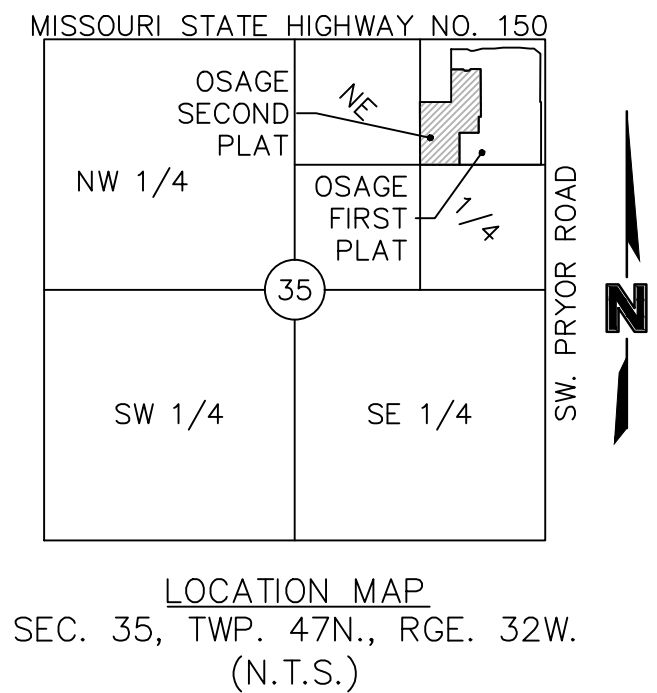 MISSOURI STATE HIGHWAY NO. 150
OSAGE
SECOND
PLAT
NE
NW 1/4
OSAGE
FIRST
PLAT
1/4
SW. PRYOR ROAD
N
35
SW 1/4
SE 1/4
LOCATION MAP
SEC. 35, TWP. 47N., RGE. 32W.
(N.T.S.)